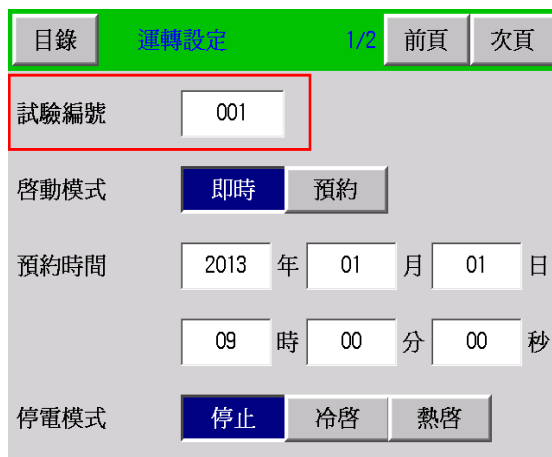 目錄 運轉設定 1/2 前頁 次頁
試驗編號 001
啓動模式 即時 預約
預約時間 2013 年 01 月 01 日
09 時 00 分 00 秒
停電模式 停止 冷啓 熱啓